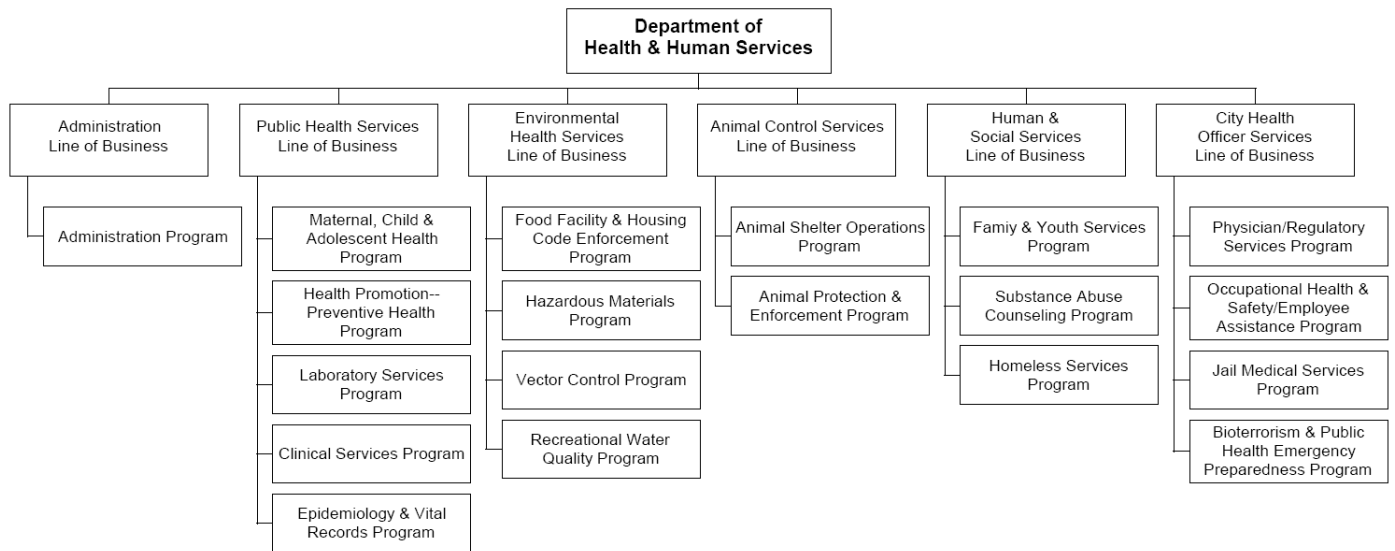 Department of
Health & Human Services
Administration
Line of Business
Public Health Services
Line of Business
Environmental
Health Services
Line of Business
Animal Control Services
Line of Business
Human &
Social Services
Line of Business
City Health
Officer Services
Line of Business
Administration Program
Maternal, Child &
Adolescent Health
Program
Health Promotion--
Preventive Health
Program
Laboratory Services
Program
Clinical Services Program
Epidemiology & Vital
Records Program
Food Facility & Housing
Code Enforcement
Program
Hazardous Materials
Program
Vector Control Program
Recreational Water
Quality Program
Animal Shelter Operations
Program
Animal Protection &
Enforcement Program
Famiy & Youth Services
Program
Substance Abuse
Counseling Program
Homeless Services
Program
Physician/Regulatory
Services Program
Occupational Health &
Safety/Employee
Assistance Program
Jail Medical Services
Program
Bioterrorism & Public
Health Emergency
Preparedness Program